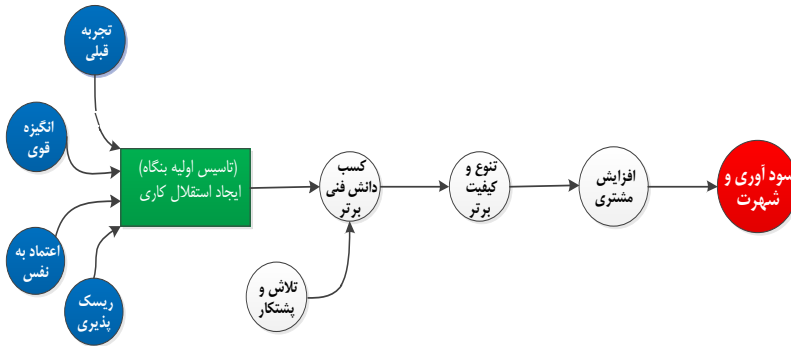 تجربه
قبلی
انگیزه
قوی
اعتماد به
نفس
ریسک
پذیری
(تاسیس اولیه بنگاه)
ایجاد استقلال کاری
تلاش و
پشتکار
کسب
دانش فنی
برتر
تنوع و
کیفیت
برتر
افزایش
مشتری
سود آوری و
شهرت